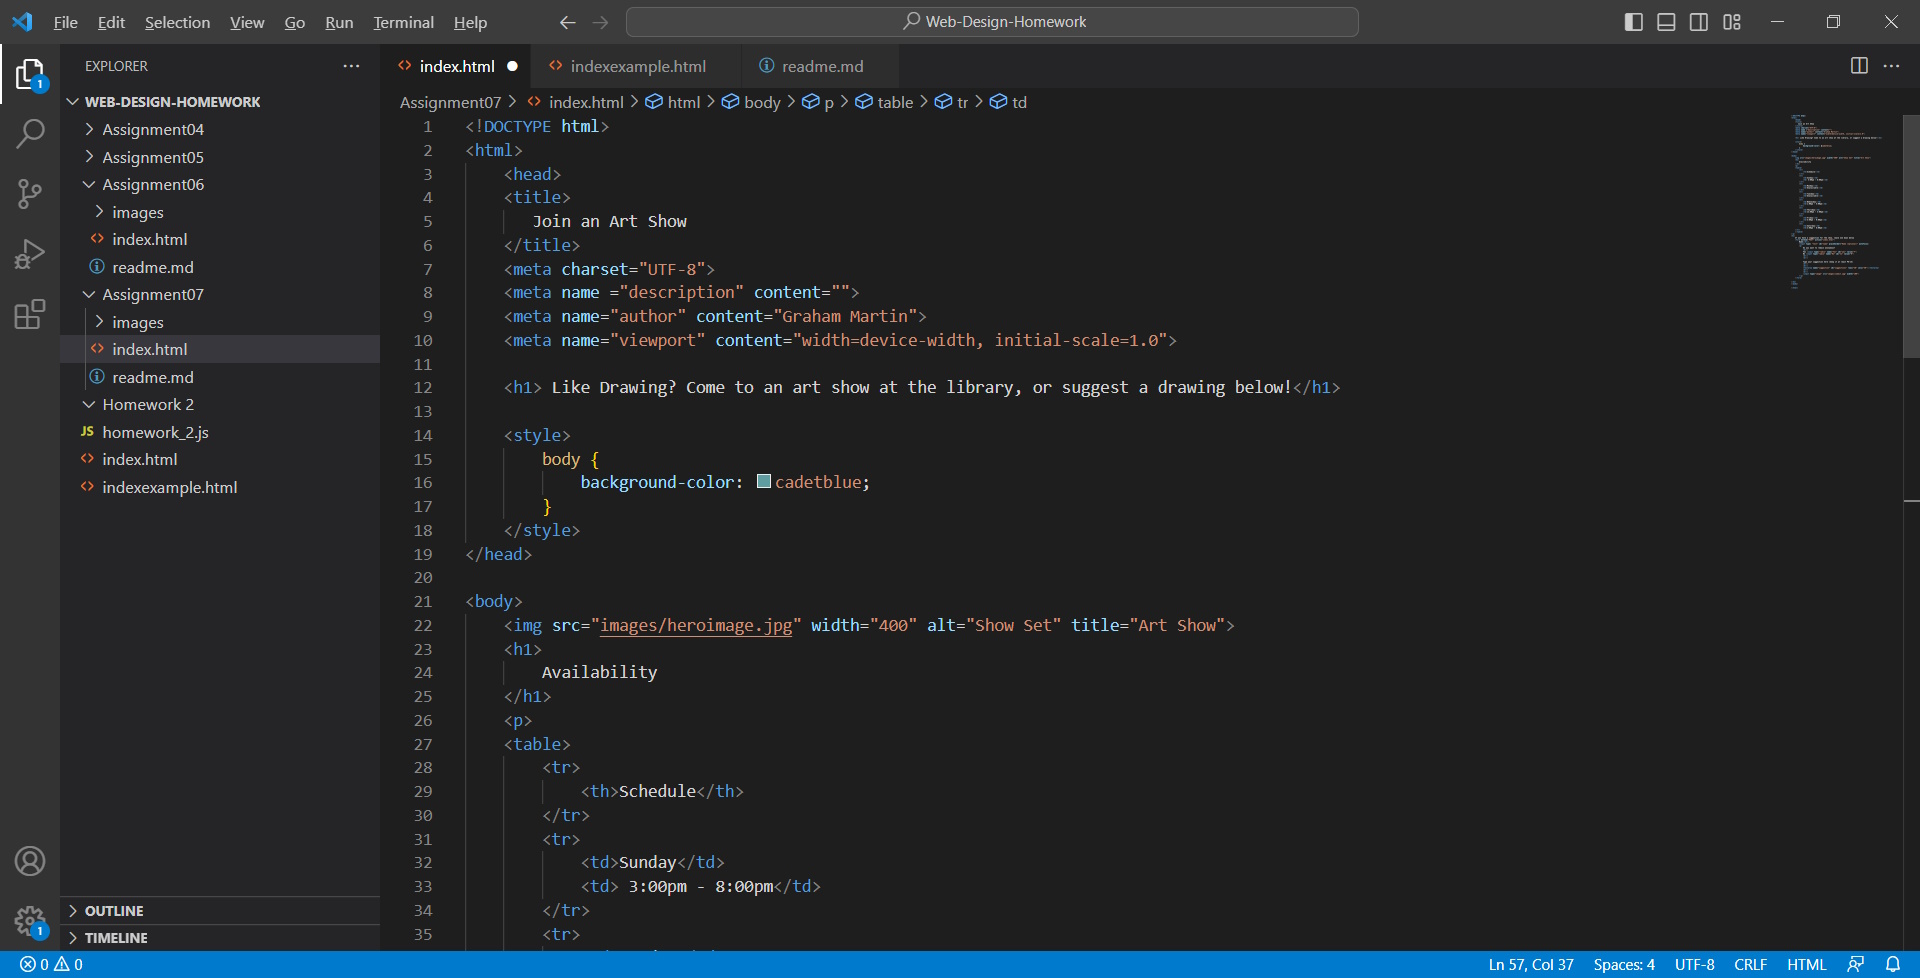 File Edit Selection View Go Run Terminal Help
Web-Design-Homework
EXPLORER
WEB-DESIGN-HOMEWORK
Assignment04
Assignment05
Assignment06
images
index.html
readme.md
Assignment07
images
index.html
readme.md
Homework 2
JS homework_2.js
index.html
indexexample.html
OUTLINE
TIMELINE
1
1
index.html indexexample.html readme.md
Assignment07 > index.html > html > body > p > table > tr > td
1 <!DOCTYPE html>
2 <html>
3 <head>
4 <title>
5 Join an Art Show
6 </title>
7 <meta charset="UTF-8">
8 <meta name ="description" content="">
9 <meta name="author" content="Graham Martin">
10 <meta name="viewport" content="width=device-width, initial-scale=1.0">
11
12 <h1> Like Drawing? Come to an art show at the library, or suggest a drawing below!</h1>
13
14 <style>
15 body {
16 background-color: cadetblue;
17 }
18 </style>
19 </head>
20
21 <body>
22 <img src="images/heroimage.jpg" width="400" alt="Show Set" title="Art Show">
23 <h1>
24 Availability
25 </h1>
26 <p>
27 <table>
28 <tr>
29 <th>Schedule</th>
30 </tr>
31 <tr>
32 <td>Sunday</td>
33 <td> 3:00pm - 8:00pm</td>
34 </tr>
35 <tr>
0 0
Ln 57, Col 37 Spaces: 4 UTF-8 CRLF HTML